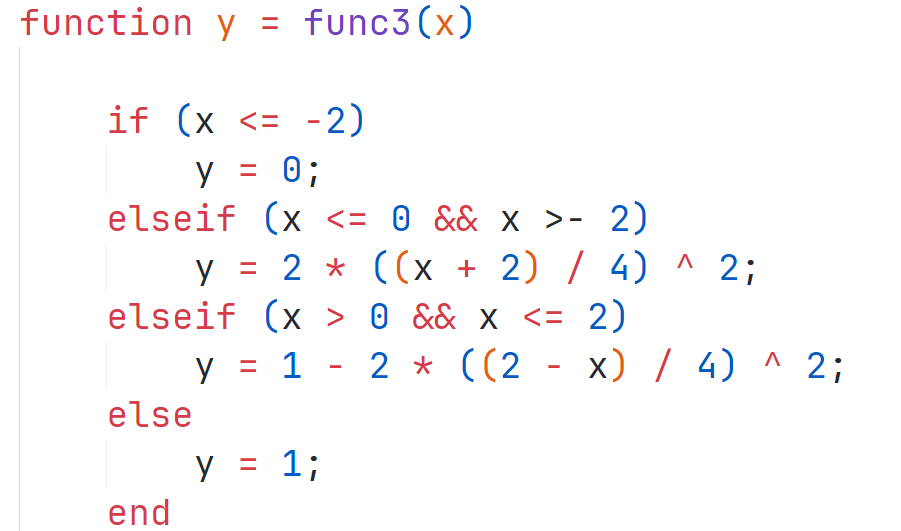 function y = func3(x)
if (x <= -2)
y = 0;
elseif (x <= 0 && x >- 2)
y = 2 * ((x + 2) / 4) ^ 2;
elseif (x > 0 && x <= 2)
y = 1 - 2 * ((2 - x) / 4) ^ 2;
else
y = 1;
end